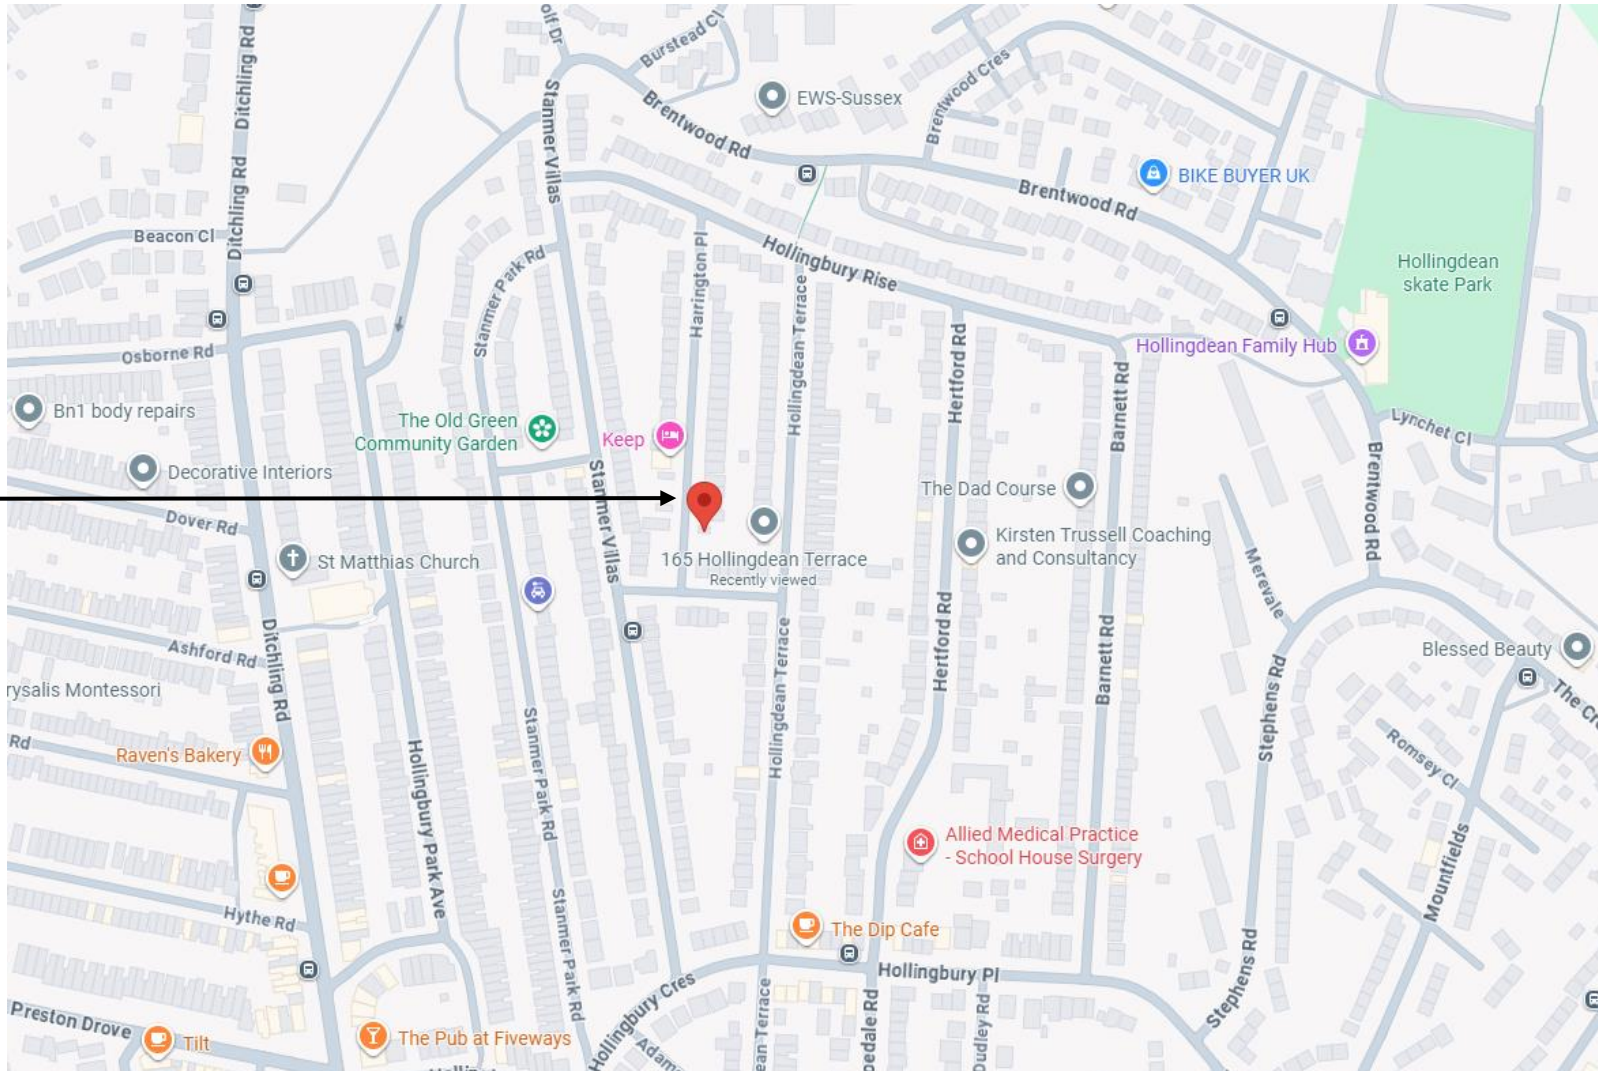 Ditchling Rd
Ditchling Rd
olf Dr
Burstead Cl
EWS-Sussex
Brentwood Cres
Stanmer Villas
Brentwood Rd
BIKE BUYER UK
Brentwood Rd
Ditchling Rd
Beacon Cl
Hollingbury Rise
Harrington Pl
Stanmer Park Rd
Hollingdean Terrace
Hollingdean
skate Park
Osborne Rd
Hertford Rd
Hollingdean Family Hub
Barnett Rd
Bn1 body repairs
The Old Green
Community Garden
Keep
Lynchet Cl
Decorative Interiors
Stanmer Villas
The Dad Course
Brentwood Rd
Dover Rd
St Matthias Church
165 Hollingdean Terrace
Recently viewed
Kirsten Trussell Coaching
and Consultancy
Merevale
Ditchling Rd
Ashford Rd
Hollingdean Terrace
Hertford Rd
Barnett Rd
Blessed Beauty
rysalis Montessori
Stephens Rd
The Cr
Rd
Raven's Bakery
Hollingbury Park Ave
Stanmer Park Rd
Romsey Cl
Allied Medical Practice
- School House Surgery
Mountfields
Hythe Rd
Stanmer Park Rd
The Dip Cafe
Hollingbury Pl
Stephens Rd
Preston Drove
Tilt
The Pub at Fiveways
Hollingbury Cres
Adam
ean Terrace
pedale Rd
Dudley Rd